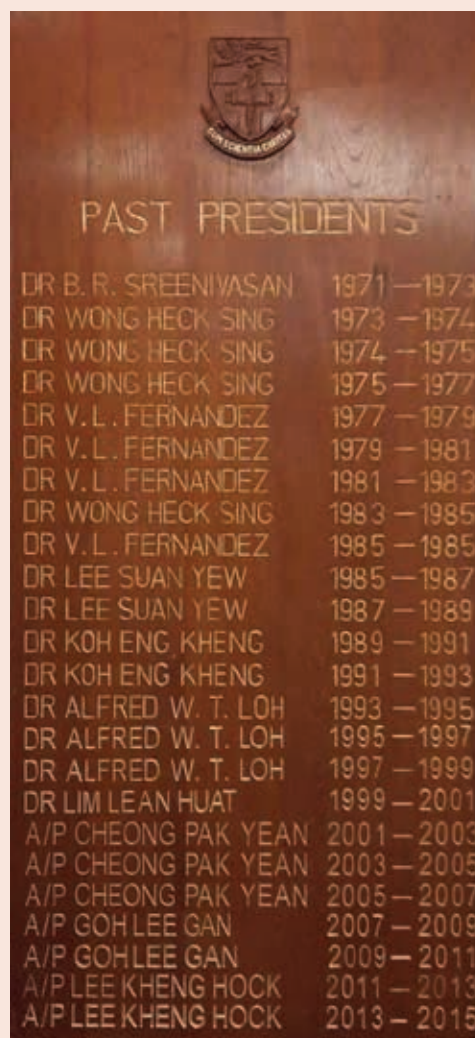 CUM SCIENTIA CARITAS
PAST PRESIDENTS
DR B. R. SREENIVASAN 1971 — 1973
DR WONG HECK SING 1973 — 1974
DR WONG HECK SING 1974 — 1975
DR WONG HECK SING 1975 — 1977
DR V. L. FERNANDEZ 1977 — 1979
DR V. L. FERNANDEZ 1979 — 1981
DR V. L. FERNANDEZ 1981 — 1983
DR WONG HECK SING 1983 — 1985
DR V. L. FERNANDEZ 1985 — 1985
DR LEE SUAN YEW 1985 — 1987
DR LEE SUAN YEW 1987 — 1989
DR KOH ENG KHENG 1989 — 1991
DR KOH ENG KHENG 1991 — 1993
DR ALFRED W. T. LOH 1993 — 1995
DR ALFRED W. T. LOH 1995 — 1997
DR ALFRED W. T. LOH 1997 — 1999
DR LIM LEAN HUAT 1999 — 2001
A/P CHEONG PAK YEAN 2001 — 2003
A/P CHEONG PAK YEAN 2003 — 2005
A/P CHEONG PAK YEAN 2005 — 2007
A/P GOH LEE GAN 2007 — 2009
A/P GOH LEE GAN 2009 — 2011
A/P LEE KHENG HOCK 2011 — 2013
A/P LEE KHENG HOCK 2013 — 2015